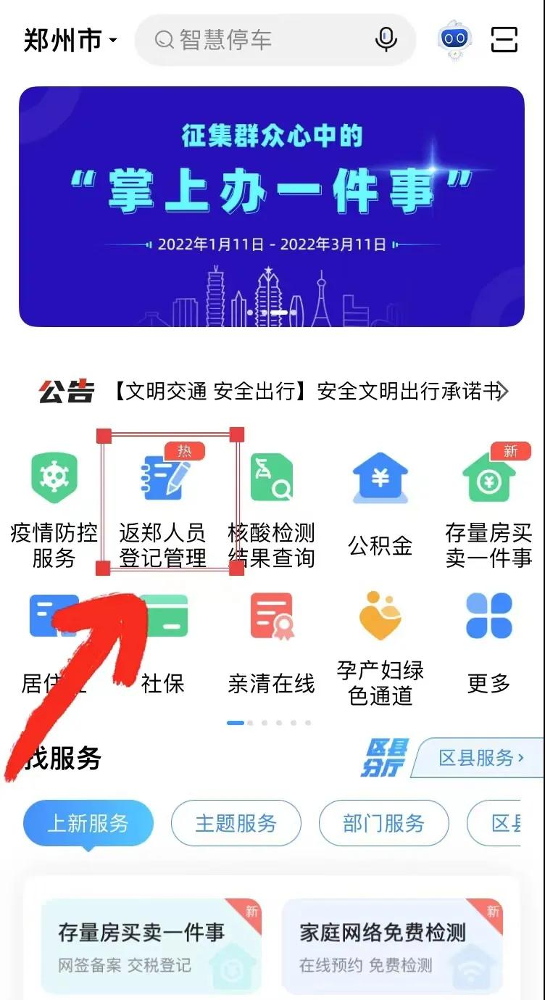 郑州市
智慧停车
征集群众心中的
“掌上办一件事”
2022年1月11日 - 2022年3月11日
公告 【文明交通 安全出行】安全文明出行承诺书
热
新
疫情防控
服务
返郑人员
登记管理
核酸检测
结果查询
公积金
存量房买
卖一件事
居住
社保
亲清在线
孕产妇绿
色通道
更多
找服务
区县
分厅
区县服务
上新服务
主题服务
部门服务
区县
新
存量房买卖一件事
网签备案 交税登记
新
家庭网络免费检测
在线预约 免费检测